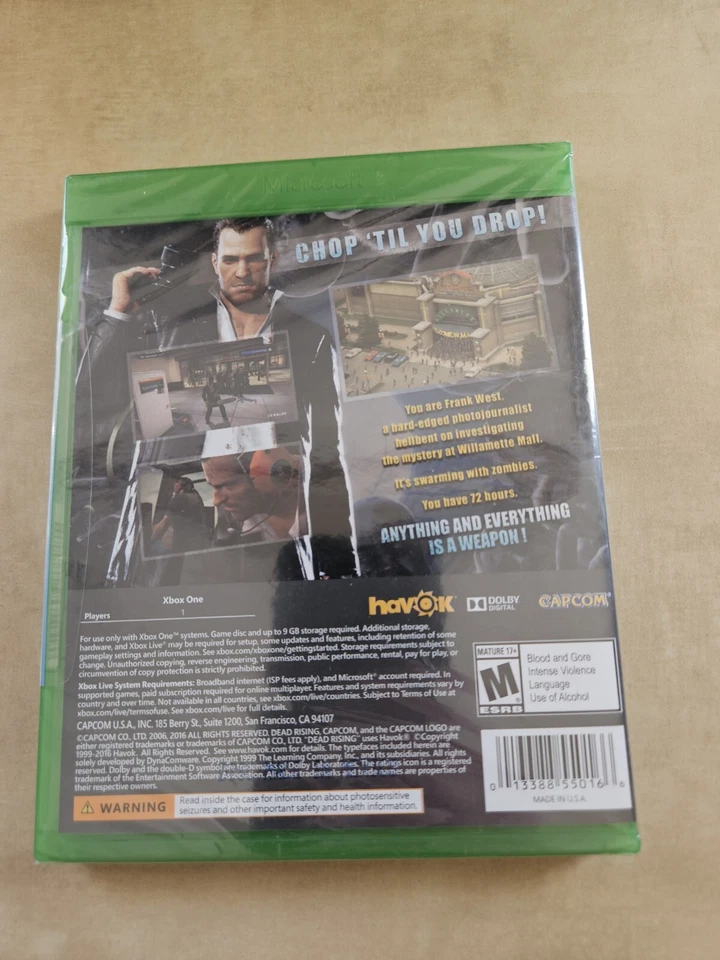 Microsoft
CHOP 'TIL YOU DROP!
You are Frank West,
a hard-edged photojournalist
hellbent on investigating
the mystery at Willamette Mall.
It's swarming with zombies.
You have 72 hours.
ANYTHING AND EVERYTHING
IS A WEAPON!
Xbox One
Players 1
havok
DOLBY
DIGITAL
CAPCOM
For use only with Xbox One™ systems. Game disc and up to 9 GB storage required. Additional storage,
hardware, and Xbox Live® may be required for setup, some updates and features, including retention of some
gameplay settings and information. See xbox.com/xboxone/gettingstarted. Storage requirements subject to
change. Unauthorized copying, reverse engineering, transmission, public performance, rental, pay for play, or
circumvention of copy protection is strictly prohibited.
Xbox Live System Requirements: Broadband internet (ISP fees apply), and Microsoft® account required. In
supported games, paid subscription required for online multiplayer. Features and system requirements vary by
country and over time. Not available in all countries, see xbox.com/live/countries. Subject to Terms of Use at
xbox.com/live/termsofuse. See xbox.com/live for full details.
CAPCOM U.S.A., INC. 185 Berry St., Suite 1200, San Francisco, CA 94107
©CAPCOM CO., LTD. 2006, 2016 ALL RIGHTS RESERVED. DEAD RISING, CAPCOM, and the CAPCOM LOGO are
either registered trademarks or trademarks of CAPCOM CO., LTD. "DEAD RISING" uses Havok® ©Copyright
1999-2016 Havok. All Rights Reserved. See www.havok.com for details. The typefaces included herein are
solely developed by DynaComware. Copyright 1999 The Learning Company, Inc., and its subsidiaries. All rights
reserved. Dolby and the double-D symbol are trademarks of Dolby Laboratories. The ratings icon is a registered
trademark of the Entertainment Software Association. All other trademarks and trade names are properties of
their respective owners.
MATURE 17+
M
ESRB
Blood and Gore
Intense Violence
Language
Use of Alcohol
0 13388 55016 6
MADE IN U.S.A.
WARNING
Read inside the case for information about photosensitive
seizures and other important safety and health information.